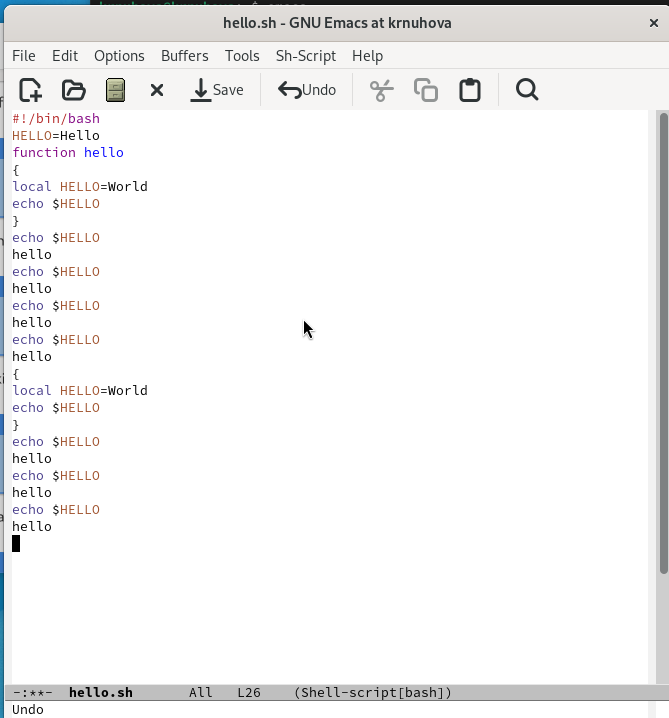 hello.sh - GNU Emacs at krnuhova
File Edit Options Buffers Tools Sh-Script Help
Save Undo
#!/bin/bash
HELLO=Hello
function hello
{
local HELLO=World
echo $HELLO
}
echo $HELLO
hello
echo $HELLO
hello
echo $HELLO
hello
echo $HELLO
hello
{
local HELLO=World
echo $HELLO
}
echo $HELLO
hello
echo $HELLO
hello
echo $HELLO
hello
-:**- hello.sh All L26 (Shell-script[bash])
Undo